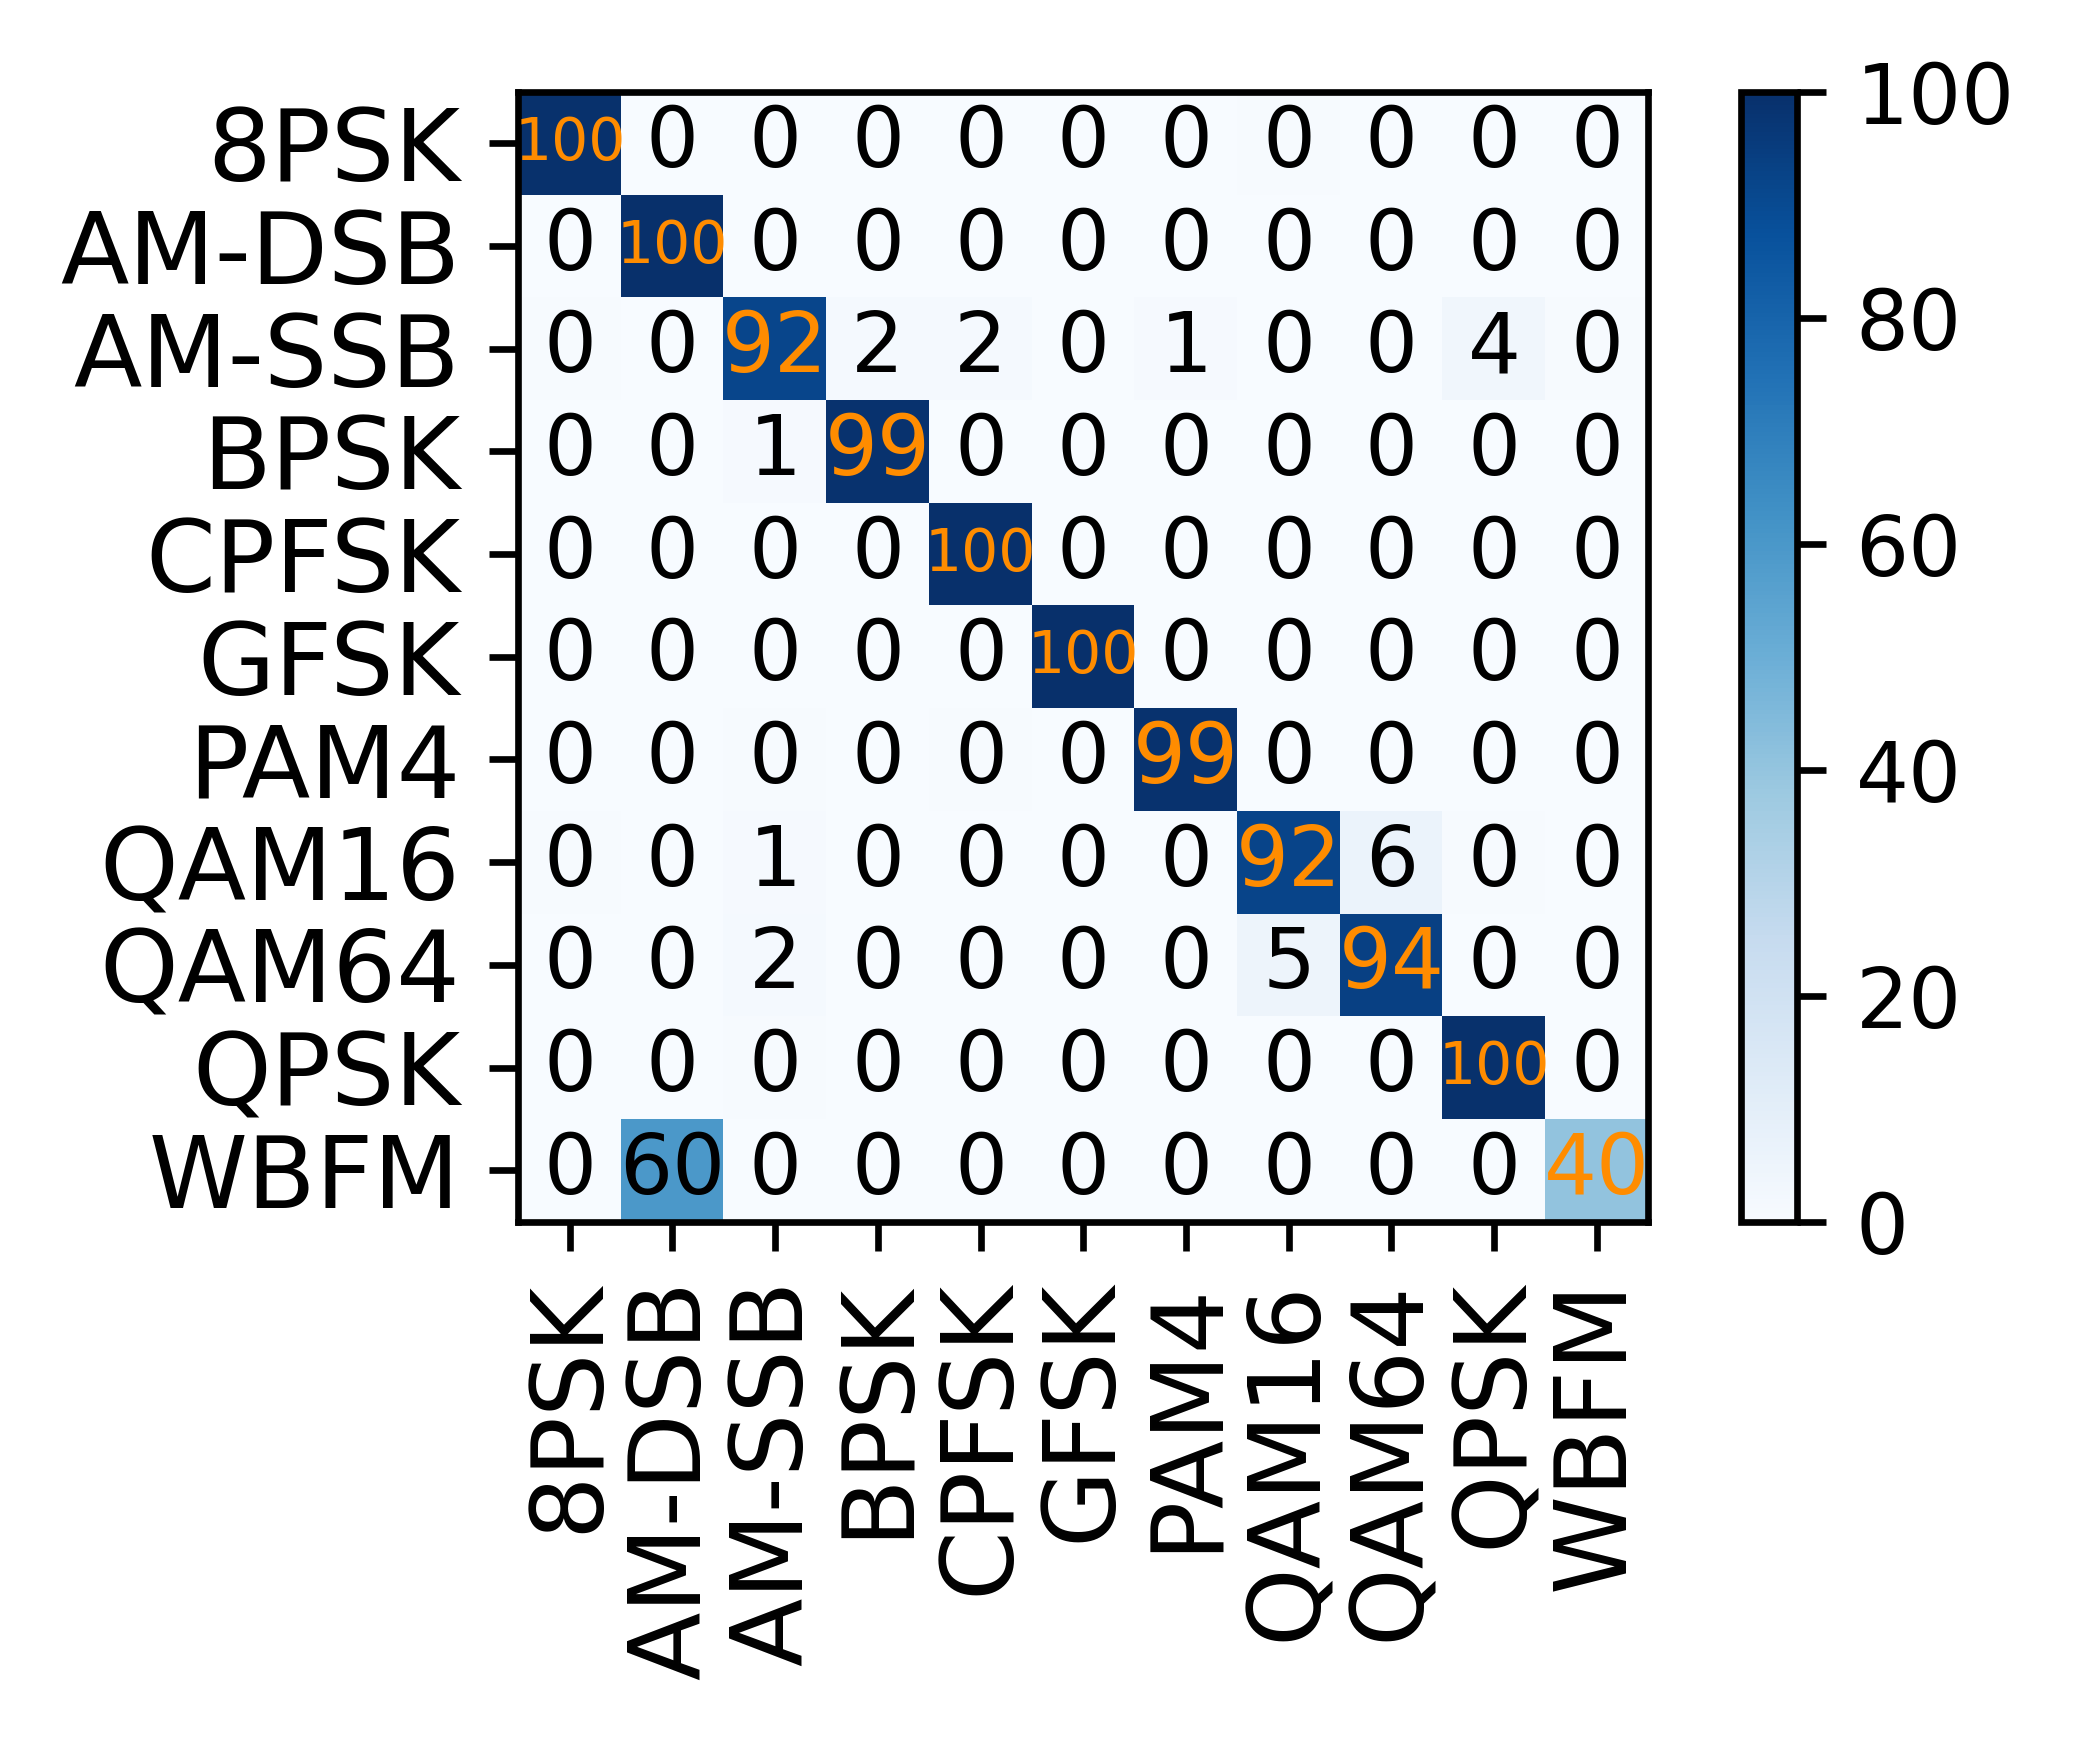 8PSK 100 0 0 0 0 0 0 0 0 0 0
AM-DSB 0 100 0 0 0 0 0 0 0 0 0
AM-SSB 0 0 92 2 2 0 1 0 0 4 0
BPSK 0 0 1 99 0 0 0 0 0 0 0
CPFSK 0 0 0 0 100 0 0 0 0 0 0
GFSK 0 0 0 0 0 100 0 0 0 0 0
PAM4 0 0 0 0 0 0 99 0 0 0 0
QAM16 0 0 1 0 0 0 0 92 6 0 0
QAM64 0 0 2 0 0 0 0 5 94 0 0
QPSK 0 0 0 0 0 0 0 0 0 100 0
WBFM 0 60 0 0 0 0 0 0 0 0 40
8PSK
AM-DSB
AM-SSB
BPSK
CPFSK
GFSK
PAM4
QAM16
QAM64
QPSK
WBFM
100
80
60
40
20
0